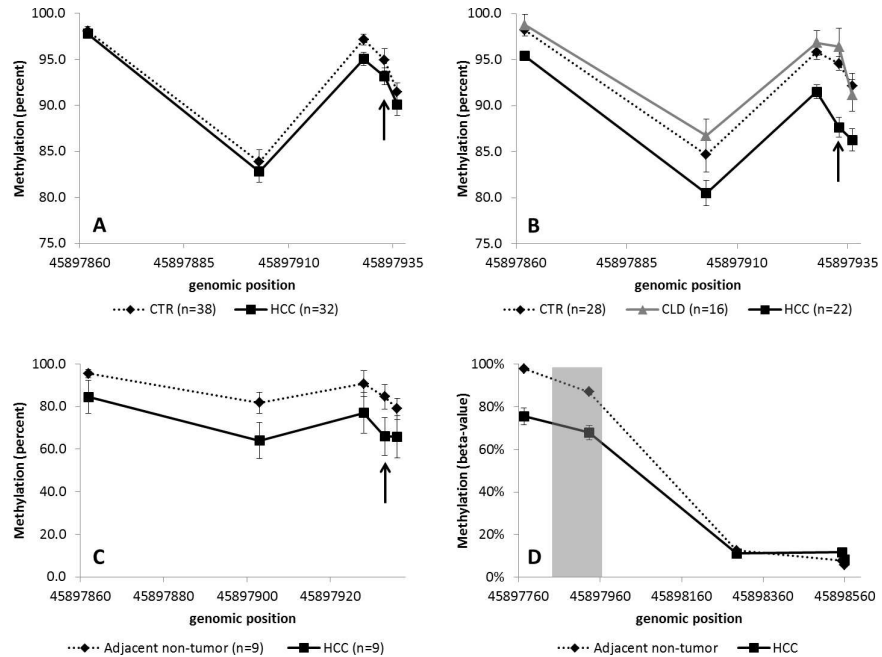 100.0
95.0
90.0
85.0
80.0
75.0
Methylation (percent)
A
45897860 45897885 45897910 45897935
genomic position
CTR (n=38) HCC (n=32)
100.0
95.0
90.0
85.0
80.0
75.0
Methylation (percent)
B
45897860 45897885 45897910 45897935
genomic position
CTR (n=28) CLD (n=16) HCC (n=22)
100.0
80.0
60.0
40.0
20.0
0.0
Methylation (percent)
C
45897860 45897880 45897900 45897920
genomic position
Adjacent non-tumor (n=9) HCC (n=9)
100%
80%
60%
40%
20%
0%
Methylation (beta-value)
D
45897760 45897960 45898160 45898360 45898560
genomic position
Adjacent non-tumor HCC